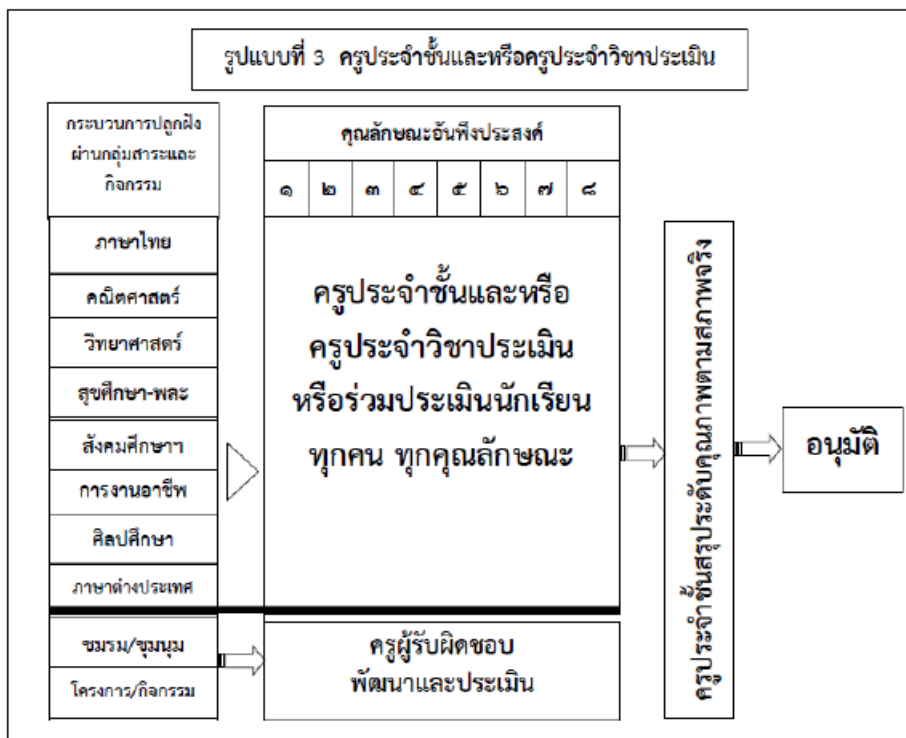 รูปแบบที่ 3 ครูประจำชั้นและหรือครูประจำวิชาประเมิน
กระบวนการปลูกฝัง
ผ่านกลุ่มสาระและ
กิจกรรม
คุณลักษณะอันพึงประสงค์
๑ ๒ ๓ ๔ ๕ ๖ ๗ ๘
ภาษาไทย
คณิตศาสตร์
วิทยาศาสตร์
สุขศึกษา-พละ
สังคมศึกษาฯ
การงานอาชีพ
ศิลปศึกษา
ภาษาต่างประเทศ
ครูประจำชั้นและหรือ
ครูประจำวิชาประเมิน
หรือร่วมประเมินนักเรียน
ทุกคน ทุกคุณลักษณะ
ชมรม/ชุมนุม
โครงการ/กิจกรรม
ครูผู้รับผิดชอบ
พัฒนาและประเมิน
ครูประจำชั้นสรุประดับคุณภาพตามสภาพจริง
อนุมัติ